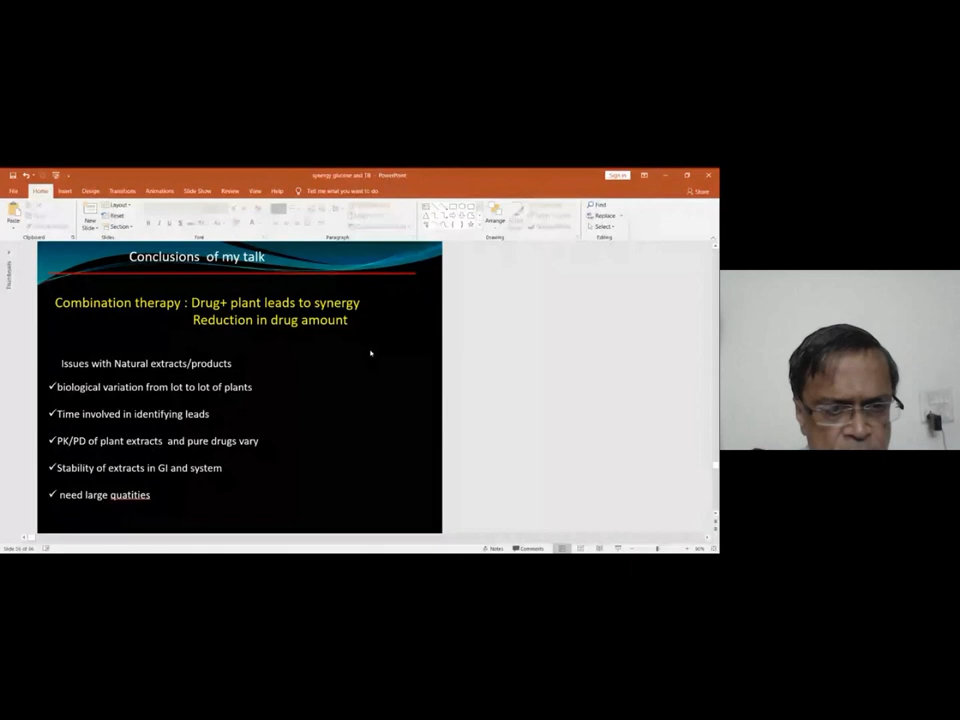 synergy glucose and TB - PowerPoint
Sign in
File Home Insert Design Transitions Animations Slide Show Review View Help Tell me what you want to do
Share
Paste
New
Slide
Layout
Reset
Section
Arrange
Find
Replace
Select
Clipboard Slides Font Paragraph Drawing Editing
Thumbnails
Conclusions of my talk
Combination therapy : Drug+ plant leads to synergy
Reduction in drug amount
Issues with Natural extracts/products
✓biological variation from lot to lot of plants
✓Time involved in identifying leads
✓PK/PD of plant extracts and pure drugs vary
✓Stability of extracts in GI and system
✓ need large quatities
Notes Comments